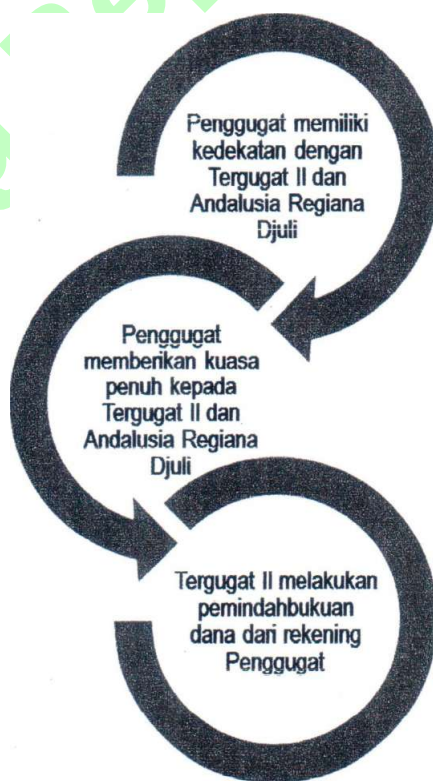 Penggugat memiliki
kedekatan dengan
Tergugat II dan
Andalusia Regiana
Djuli
Penggugat
memberikan kuasa
penuh kepada
Tergugat II dan
Andalusia Regiana
Djuli
Tergugat II melakukan
pemindahbukuan
dana dari rekening
Penggugat